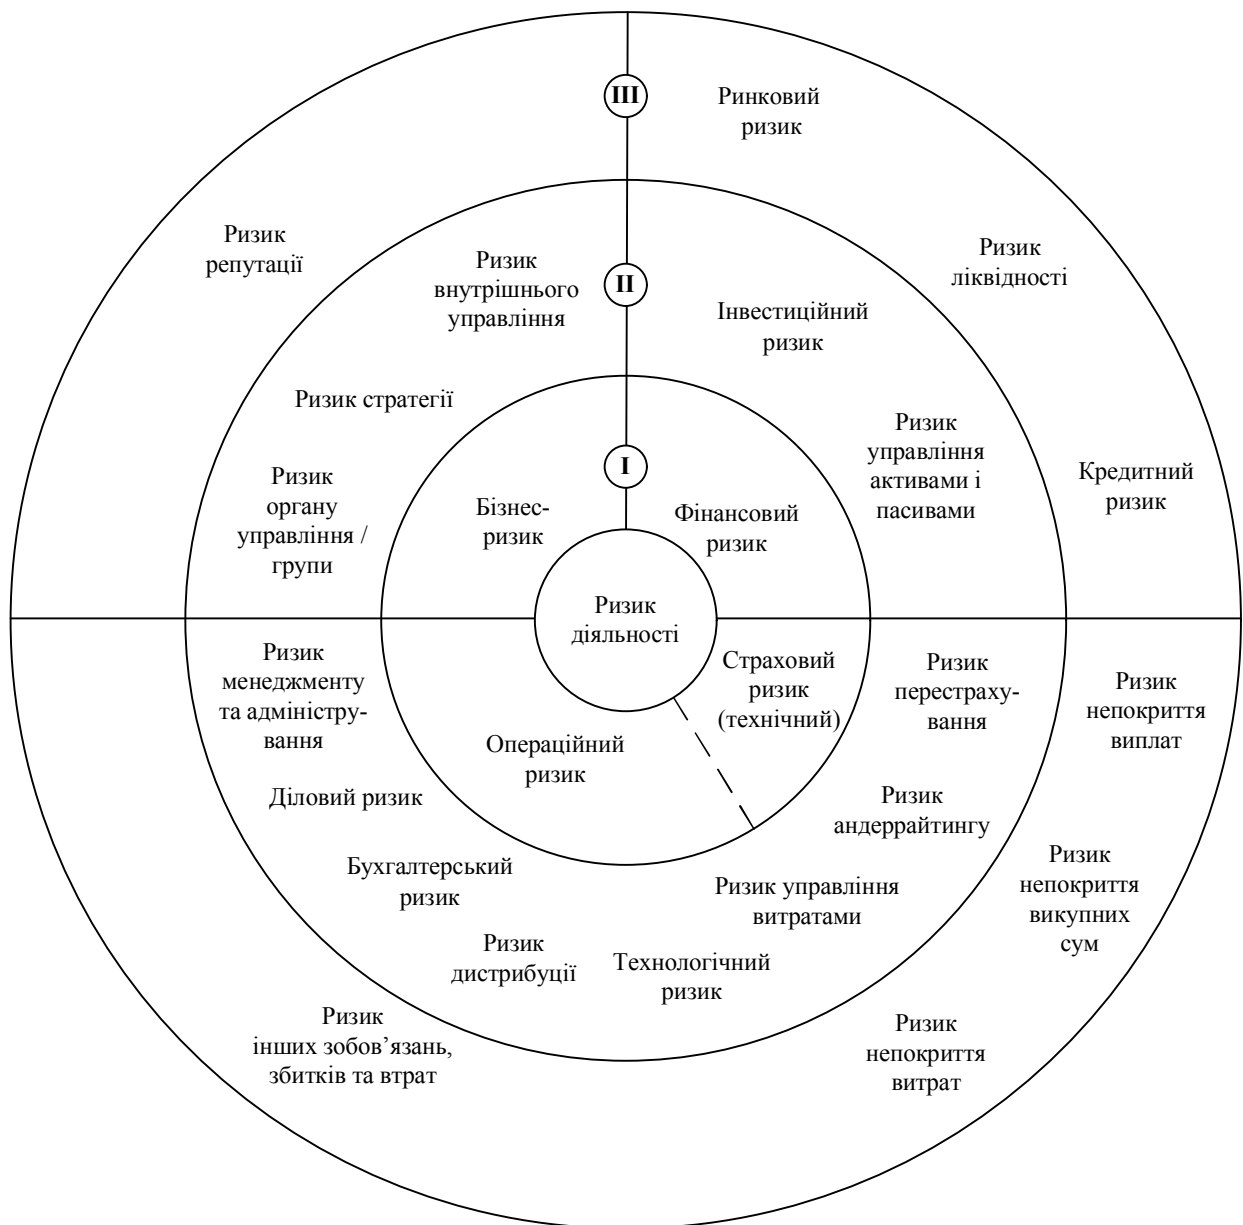 III
Ринковий
ризик
Ризик
репутації
Ризик
ліквідності
Кредитний
ризик
II
Ризик
внутрішнього
управління
Інвестиційний
ризик
Ризик стратегії
Ризик
управління
активами і
пасивами
Ризик
органу
управління /
групи
I
Бізнес-
ризик
Фінансовий
ризик
Ризик
діяльності
Страховий
ризик
(технічний)
Операційний
ризик
Ризик
менеджменту
та адміністру-
вання
Ризик
перестраху-
вання
Ризик
непокриття
виплат
Діловий ризик
Ризик
андеррайтингу
Бухгалтерський
ризик
Ризик управління
витратами
Ризик
непокриття
викупних
сум
Ризик
дистрибуції
Технологічний
ризик
Ризик
інших зобов’язань,
збитків та втрат
Ризик
непокриття
витрат